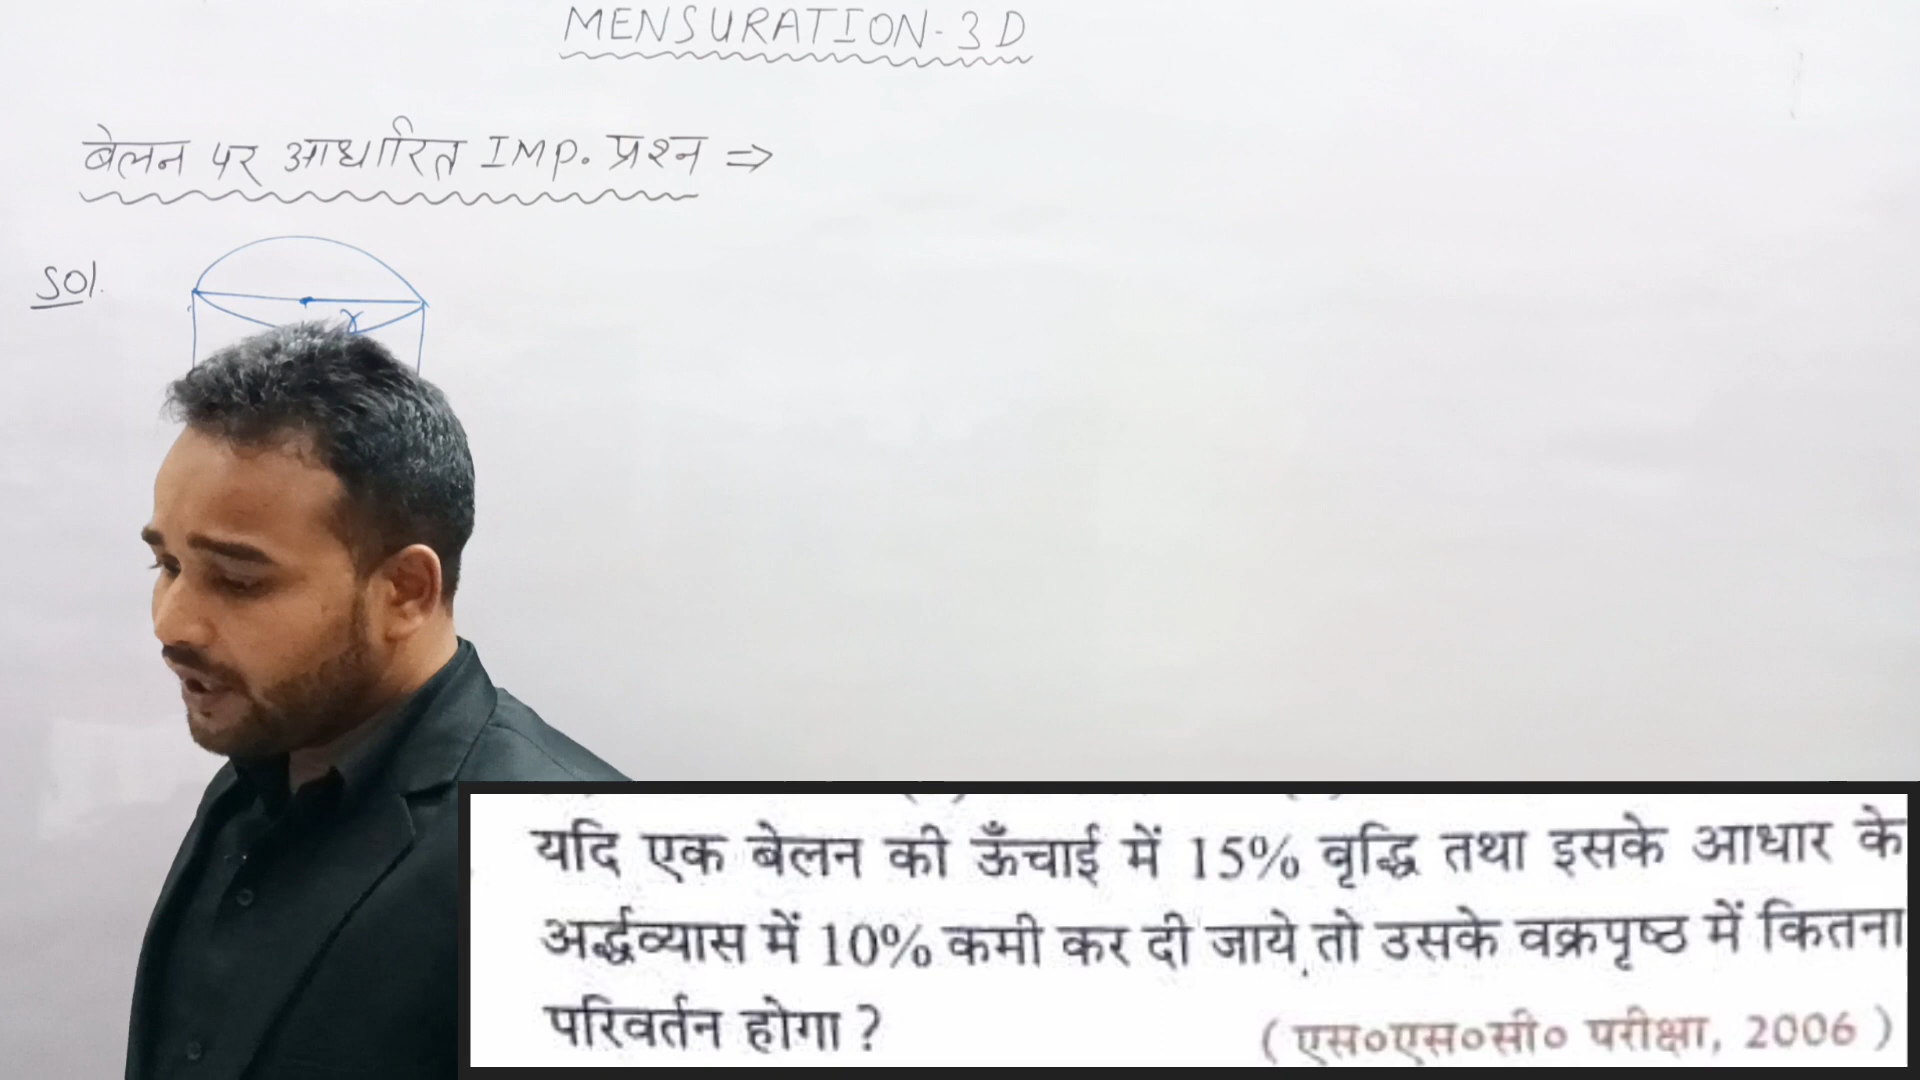 MENSURATION-3D
बेलन पर आधारित IMP. प्रश्न ⇒
Sol.
r
यदि एक बेलन की ऊँचाई में 15% वृद्धि तथा इसके आधार के
अर्द्धव्यास में 10% कमी कर दी जाये तो उसके वक्रपृष्ठ में कितना
परिवर्तन होगा ?
( एस०एस०सी० परीक्षा, 2006 )